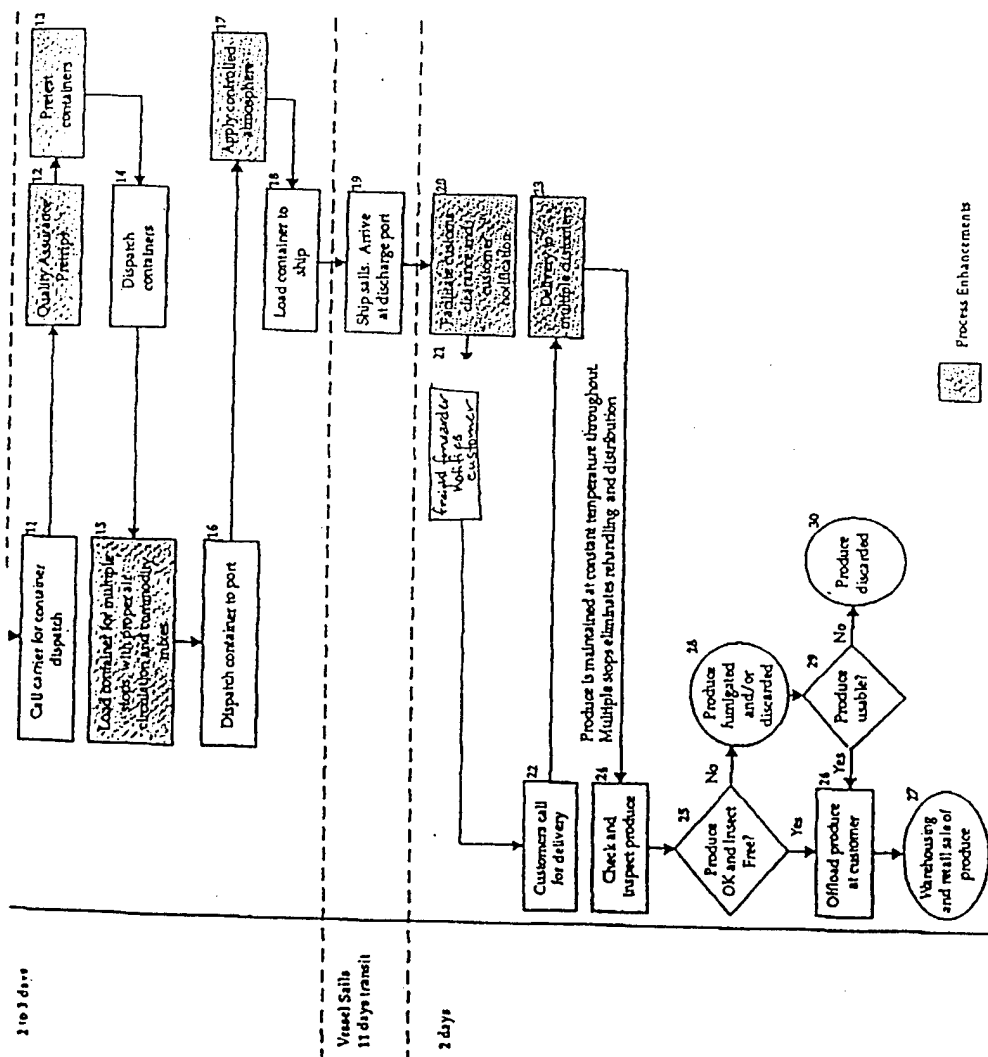 2 to 3 days
11
Call carrier for container
dispatch
12
Quality Assurance
Pretrips
13
Pretest
containers
14
Dispatch
containers
15
Load container for multiple
stops, with proper air
circulation and commodity
mixes.
16
Dispatch container to port
17
Apply controlled
atmosphere
18
Load container to
ship
Vessel Sails
11 days transit
19
Ship sails. Arrive
at discharge port
2 days
20
Facilitate customs
clearance and
customer
notification
21
freight forwarder
notifies
customer
22
Customers call
for delivery
23
Delivery to
multiple distributers
Produce is maintained at constant temperature throughout.
Multiple stops eliminates rehandling and distribution
24
Check and
Inspect produce
25
Produce
OK and Insect
Free?
No
Yes
28
Produce
fumigated
and/or
discarded
29
Produce
usable?
No
Yes
30
Produce
discarded
26
Offload produce
at customer
27
Warehousing
and retail sale of
produce
Process Enhancements